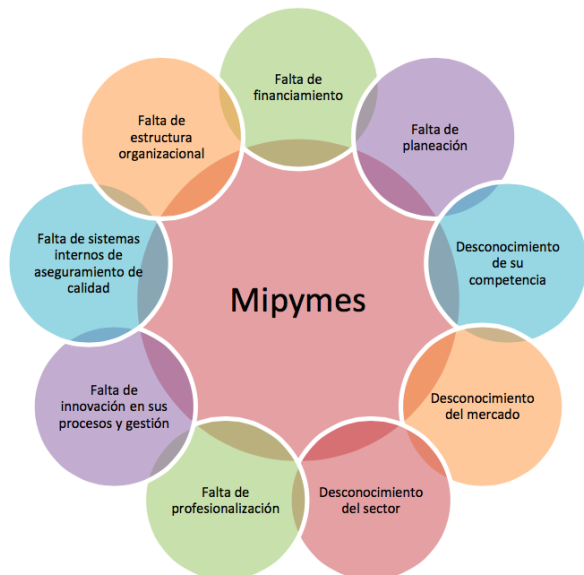 Falta de
financiamiento
Falta de
planeación
Desconocimiento
de su
competencia
Desconocimiento
del mercado
Desconocimiento
del sector
Falta de
profesionalización
Falta de
innovación en sus
procesos y gestión
Falta de sistemas
internos de
aseguramiento de
calidad
Falta de
estructura
organizacional
Mipymes